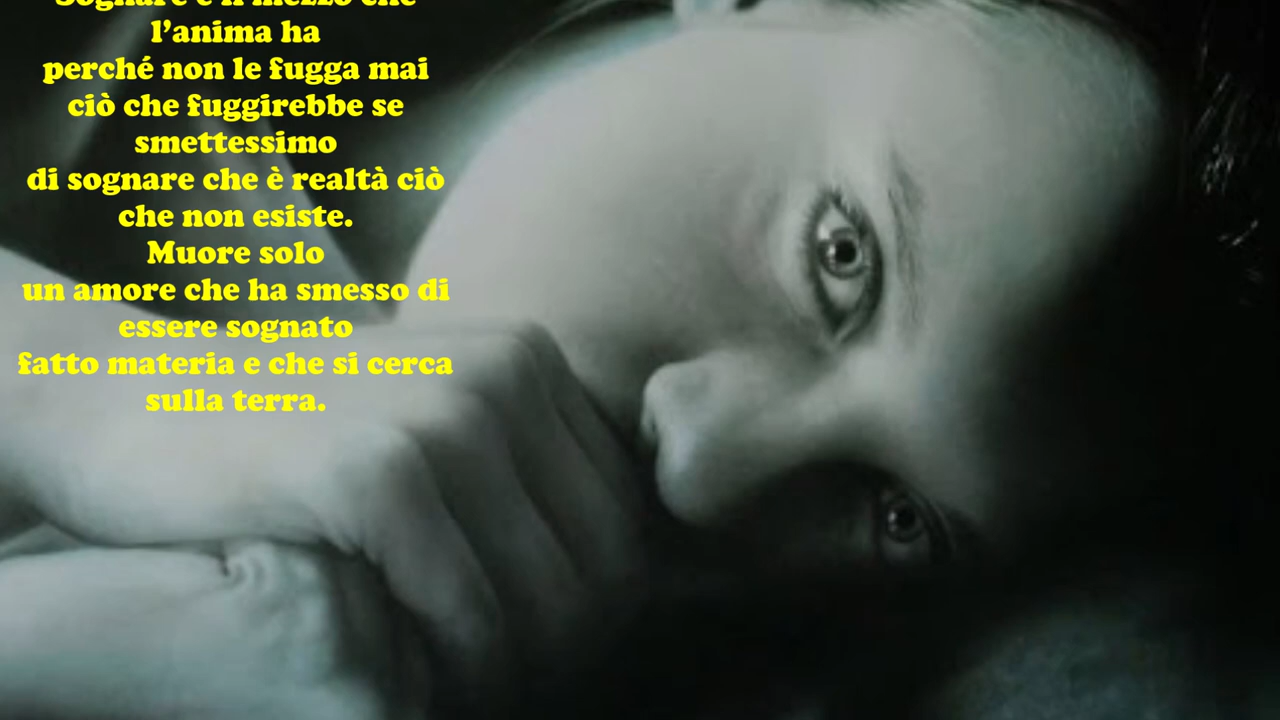 Sognare è il mezzo che
l'anima ha
perché non le fugga mai
ciò che fuggirebbe se
smettessimo
di sognare che è realtà ciò
che non esiste.
Muore solo
un amore che ha smesso di
essere sognato
fatto materia e che si cerca
sulla terra.